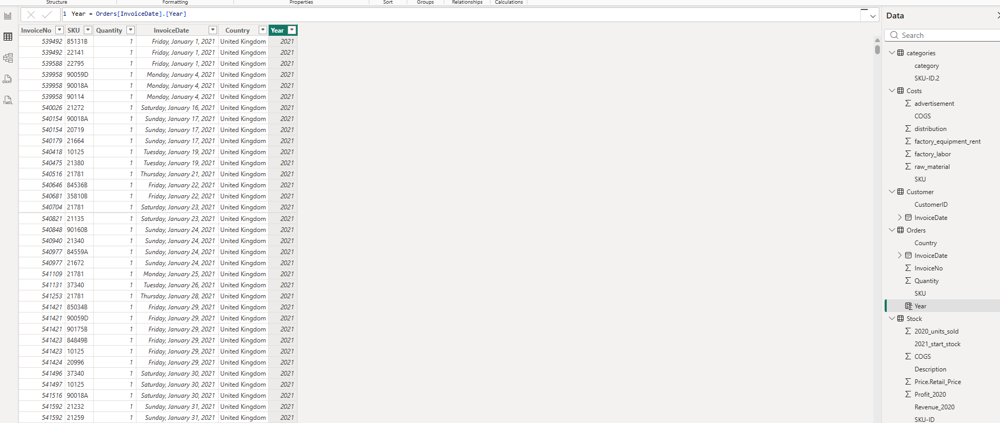 Structure Formatting Properties Sort Groups Relationships Calculations
1 Year = Orders[InvoiceDate].[Year]
InvoiceNo SKU Quantity InvoiceDate Country Year
539492 85131B 1 Friday, January 1, 2021 United Kingdom 2021
539492 22141 1 Friday, January 1, 2021 United Kingdom 2021
539588 22795 1 Friday, January 1, 2021 United Kingdom 2021
539958 90059D 1 Monday, January 4, 2021 United Kingdom 2021
539958 90018A 1 Monday, January 4, 2021 United Kingdom 2021
539958 90114 1 Monday, January 4, 2021 United Kingdom 2021
540026 21272 1 Saturday, January 16, 2021 United Kingdom 2021
540154 90018A 1 Sunday, January 17, 2021 United Kingdom 2021
540154 20719 1 Sunday, January 17, 2021 United Kingdom 2021
540179 21664 1 Sunday, January 17, 2021 United Kingdom 2021
540418 10125 1 Tuesday, January 19, 2021 United Kingdom 2021
540475 21380 1 Tuesday, January 19, 2021 United Kingdom 2021
540516 21781 1 Thursday, January 21, 2021 United Kingdom 2021
540646 84536B 1 Friday, January 22, 2021 United Kingdom 2021
540681 35810B 1 Friday, January 22, 2021 United Kingdom 2021
540704 21781 1 Saturday, January 23, 2021 United Kingdom 2021
540821 21135 1 Saturday, January 23, 2021 United Kingdom 2021
540848 90160B 1 Sunday, January 24, 2021 United Kingdom 2021
540940 21340 1 Sunday, January 24, 2021 United Kingdom 2021
540977 84559A 1 Sunday, January 24, 2021 United Kingdom 2021
540977 21672 1 Sunday, January 24, 2021 United Kingdom 2021
541109 21781 1 Monday, January 25, 2021 United Kingdom 2021
541131 37340 1 Tuesday, January 26, 2021 United Kingdom 2021
541253 21781 1 Thursday, January 28, 2021 United Kingdom 2021
541421 85034B 1 Friday, January 29, 2021 United Kingdom 2021
541421 90059D 1 Friday, January 29, 2021 United Kingdom 2021
541421 90175B 1 Friday, January 29, 2021 United Kingdom 2021
541423 84849B 1 Friday, January 29, 2021 United Kingdom 2021
541423 10125 1 Friday, January 29, 2021 United Kingdom 2021
541424 20996 1 Friday, January 29, 2021 United Kingdom 2021
541496 37340 1 Saturday, January 30, 2021 United Kingdom 2021
541497 10125 1 Saturday, January 30, 2021 United Kingdom 2021
541516 90018A 1 Saturday, January 30, 2021 United Kingdom 2021
541592 21232 1 Sunday, January 31, 2021 United Kingdom 2021
541592 21259 1 Sunday, January 31, 2021 United Kingdom 2021
DAX
TMDL
Data
Search
categories
category
SKU-ID.2
Costs
advertisement
COGS
distribution
factory_equipment_rent
factory_labor
raw_material
SKU
Customer
CustomerID
InvoiceDate
Orders
Country
InvoiceDate
InvoiceNo
Quantity
SKU
Year
Stock
2020_units_sold
2021_start_stock
COGS
Description
Price.Retail_Price
Profit_2020
Revenue_2020
SKU-ID